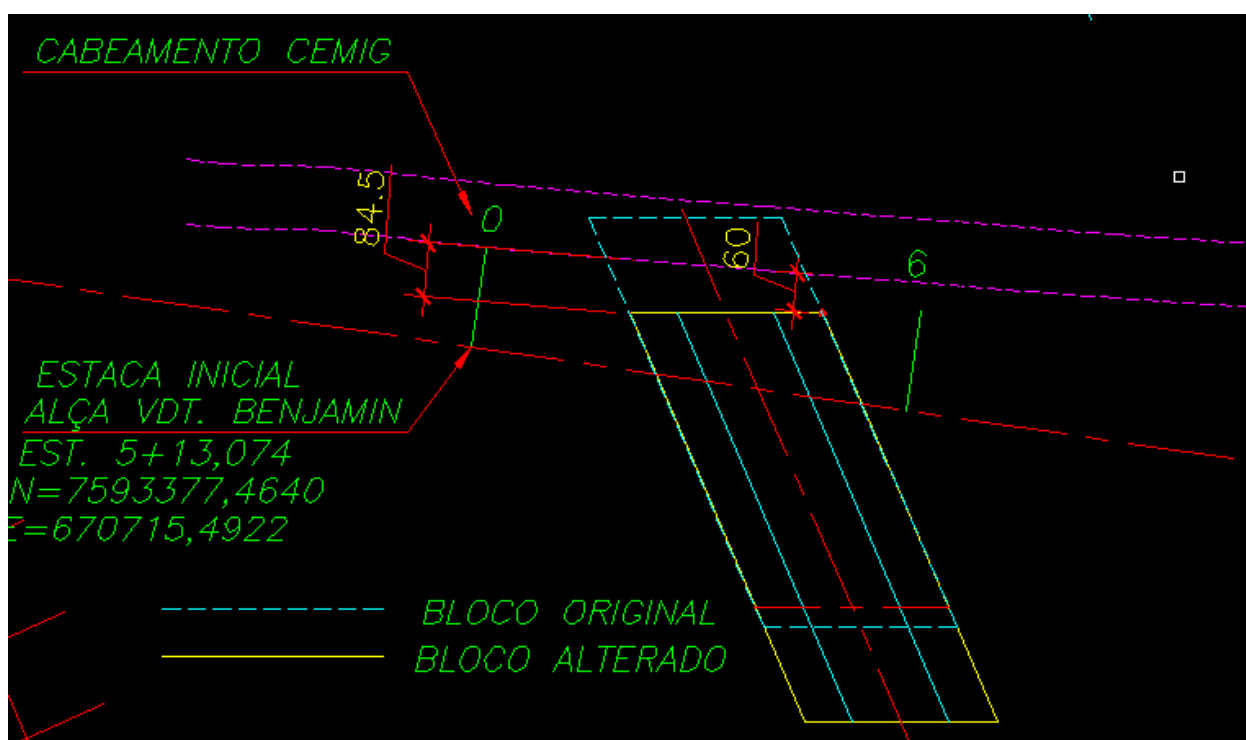 CABEAMENTO CEMIG
84.5
0
60
6
ESTACA INICIAL
ALÇA VDT. BENJAMIN
EST. 5+13,074
N=7593377,4640
E=670715,4922
BLOCO ORIGINAL
BLOCO ALTERADO